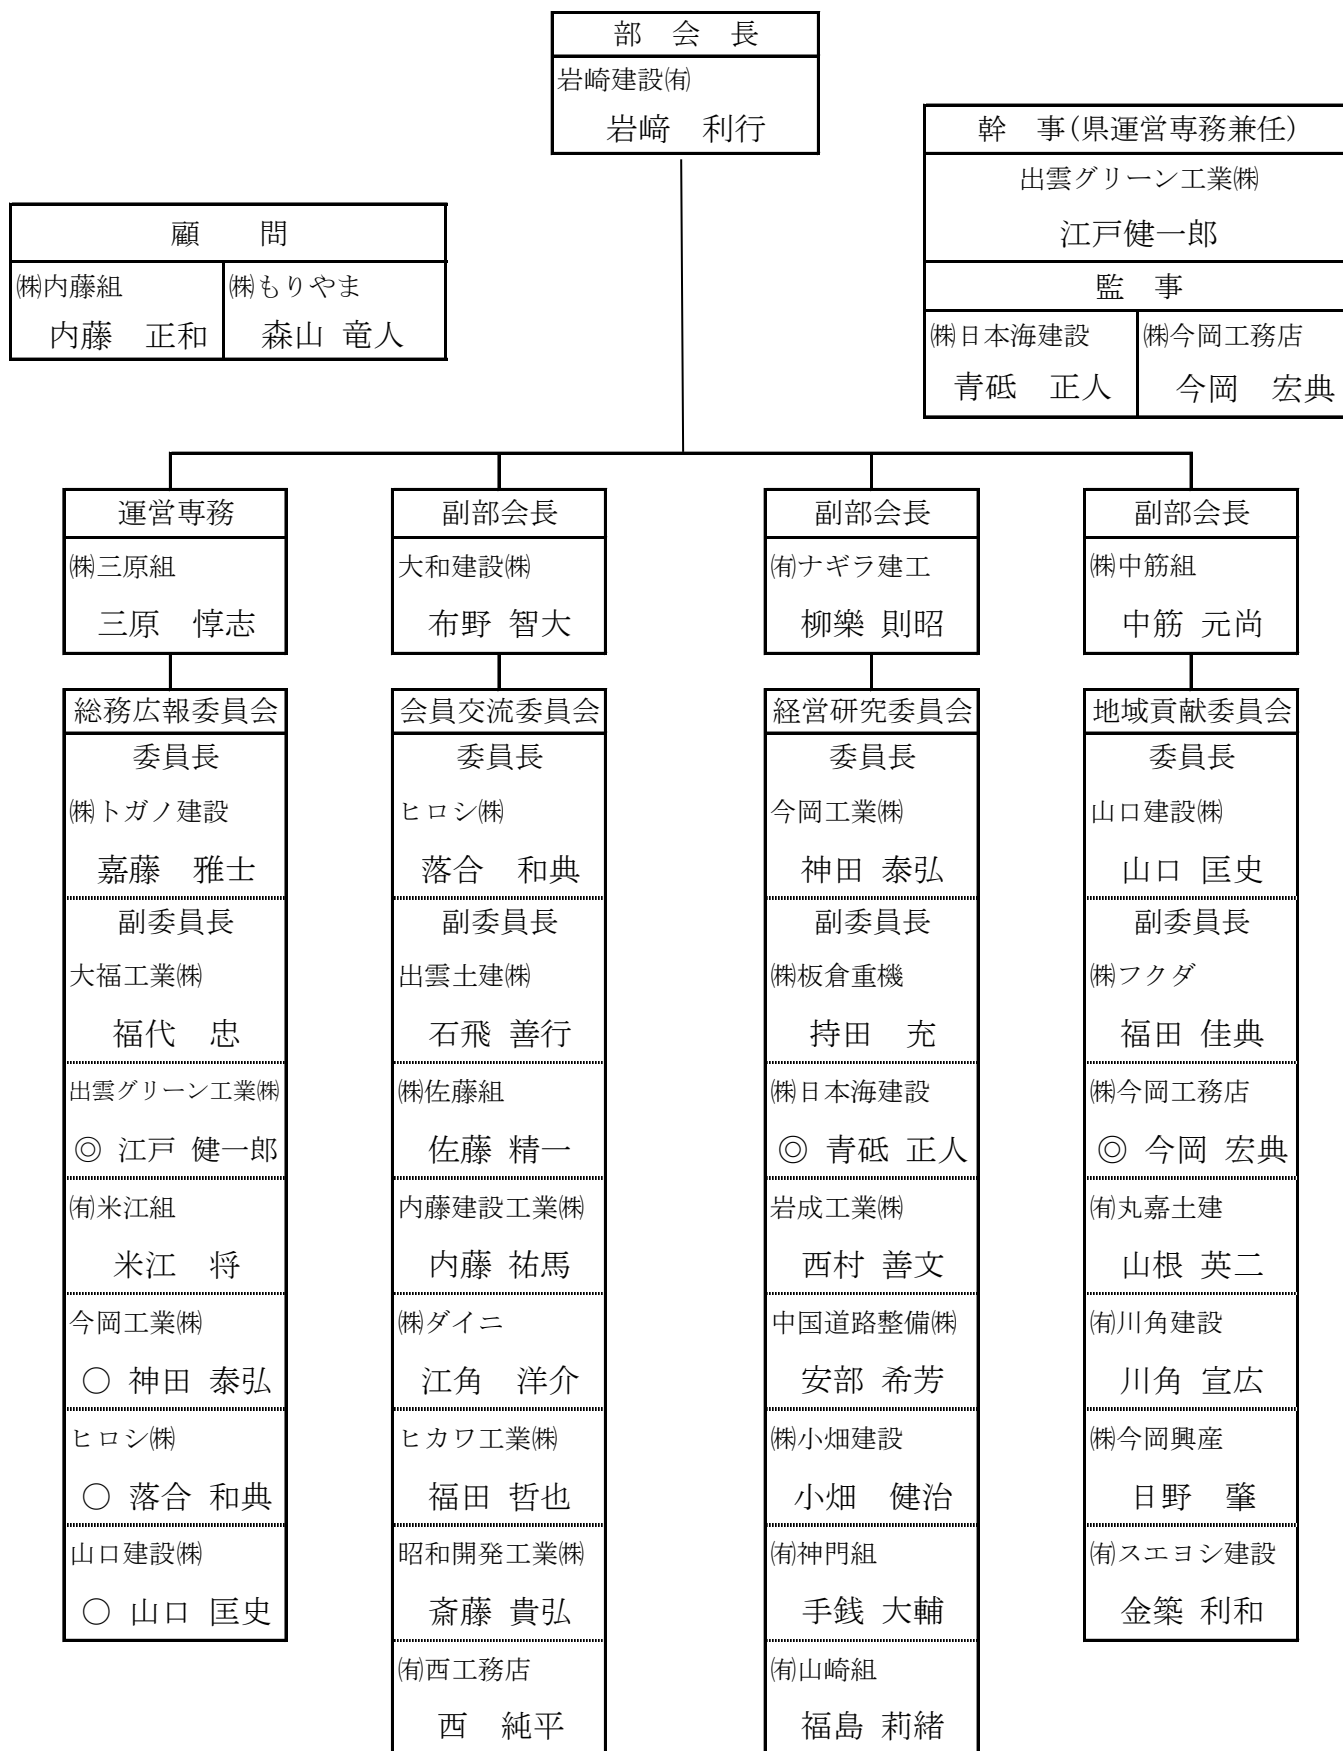 部　会　長
岩崎建設㈲
岩﨑　利行
幹　事(県運営専務兼任)
出雲グリーン工業㈱
江戸健一郎
監　事
㈱日本海建設
青砥　正人
㈱今岡工務店
今岡　宏典
顧　　問
㈱内藤組
内藤　正和
㈱もりやま
森山 竜人
運営専務
㈱三原組
三原　惇志
総務広報委員会
委員長
㈱トガノ建設
嘉藤　雅士
副委員長
大福工業㈱
福代　忠
出雲グリーン工業㈱
◎ 江戸 健一郎
㈲米江組
米江　将
今岡工業㈱
○ 神田 泰弘
ヒロシ㈱
○ 落合 和典
山口建設㈱
○ 山口 匡史
副部会長
大和建設㈱
布野 智大
会員交流委員会
委員長
ヒロシ㈱
落合　和典
副委員長
出雲土建㈱
石飛 善行
㈱佐藤組
佐藤 精一
内藤建設工業㈱
内藤 祐馬
㈱ダイニ
江角　洋介
ヒカワ工業㈱
福田 哲也
昭和開発工業㈱
斎藤 貴弘
㈲西工務店
西　純平
副部会長
㈲ナギラ建工
柳樂 則昭
経営研究委員会
委員長
今岡工業㈱
神田 泰弘
副委員長
㈱板倉重機
持田　充
㈱日本海建設
◎ 青砥 正人
岩成工業㈱
西村 善文
中国道路整備㈱
安部 希芳
㈱小畑建設
小畑　健治
㈲神門組
手銭 大輔
㈲山崎組
福島 莉緒
副部会長
㈱中筋組
中筋 元尚
地域貢献委員会
委員長
山口建設㈱
山口 匡史
副委員長
㈱フクダ
福田 佳典
㈱今岡工務店
◎ 今岡 宏典
㈲丸嘉土建
山根 英二
㈲川角建設
川角 宣広
㈱今岡興産
日野　肇
㈲スエヨシ建設
金築 利和